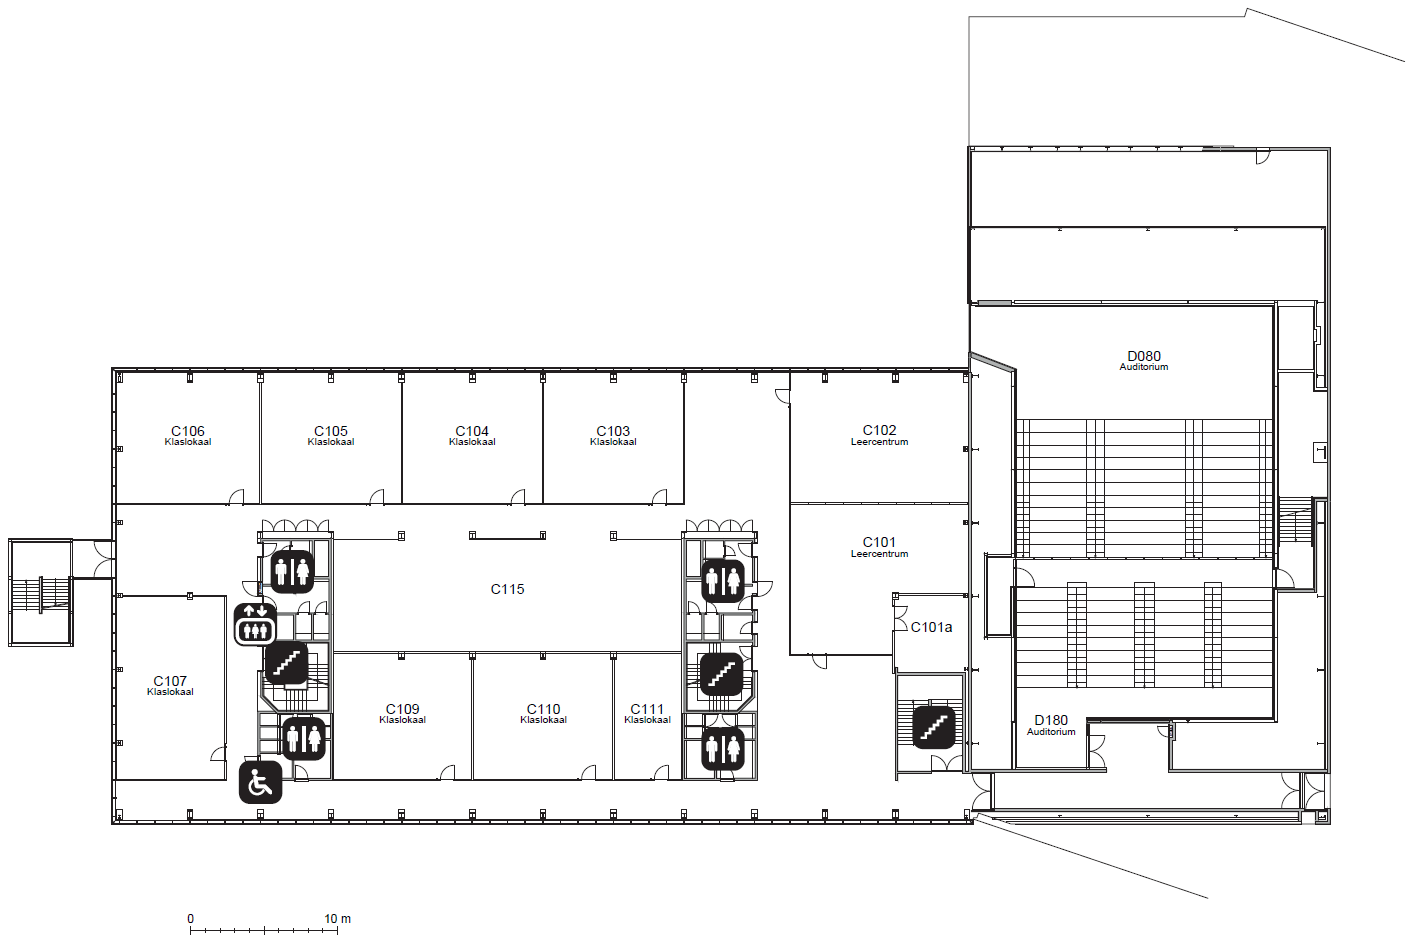 D080
Auditorium
C106
Klaslokaal
C105
Klaslokaal
C104
Klaslokaal
C103
Klaslokaal
C102
Leercentrum
C101
Leercentrum
C115
C101a
C107
Klaslokaal
C109
Klaslokaal
C110
Klaslokaal
C111
Klaslokaal
D180
Auditorium
0 10 m